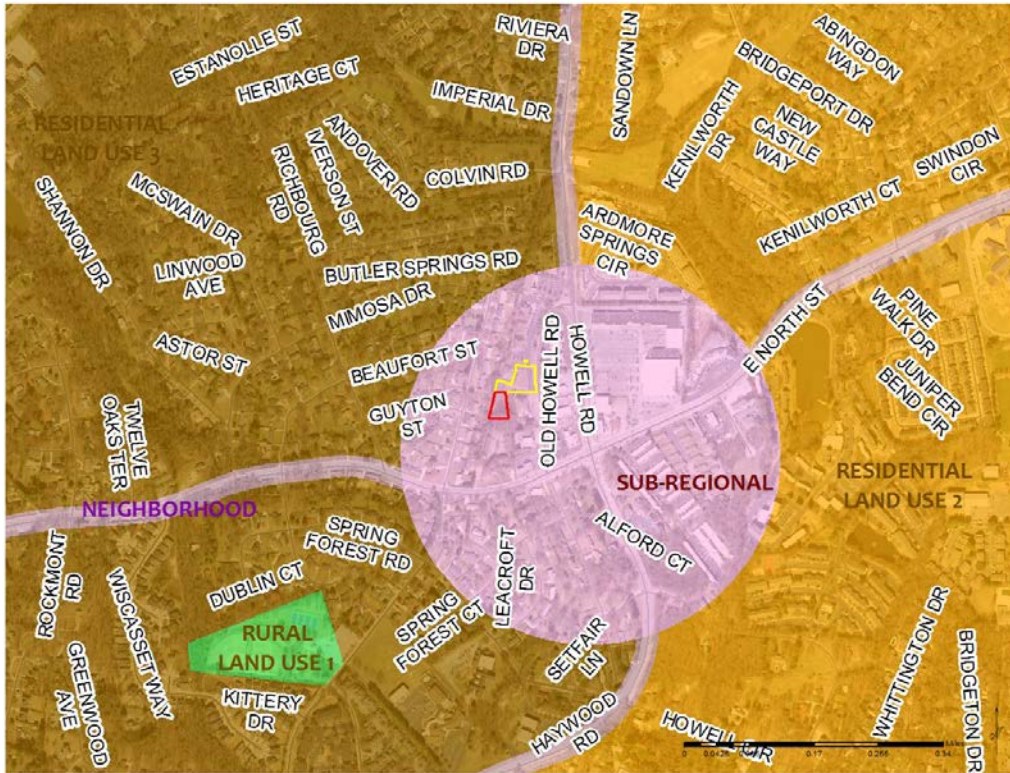 RIVIERA
DR
ESTANOLLE ST
HERITAGE CT
IMPERIAL DR
SANDOWN LN
ABINGDON
WAY
BRIDGEPORT DR
KENILWORTH
DR
NEW
CASTLE
WAY
SWINDON
CIR
RESIDENTIAL
LAND USE 3
ANDOVER RD
IVERSON ST
RICHBOURG
RD
COLVIN RD
SHANNON DR
MCSWAIN DR
LINWOOD
AVE
KENILWORTH CT
ARDMORE
SPRINGS
CIR
BUTLER SPRINGS RD
MIMOSA DR
E NORTH ST
PINE
WALK DR
ASTOR ST
BEAUFORT ST
OLD HOWELL RD
HOWELL RD
JUNIPER
BEND CIR
GUYTON
ST
TWELVE
OAKS TER
NEIGHBORHOOD
SUB-REGIONAL
RESIDENTIAL
LAND USE 2
SPRING
FOREST RD
ALFORD CT
LEACROFT
DR
ROCKMONT
RD
WISCASSET WAY
DUBLIN CT
SPRING
FOREST CT
SETFAIR
LN
RURAL
LAND USE 1
GREENWOOD
AVE
KITTERY
DR
WHITTINGTON DR
BRIDGETON DR
HAYWOOD
RD
HOWELL CIR
0.17